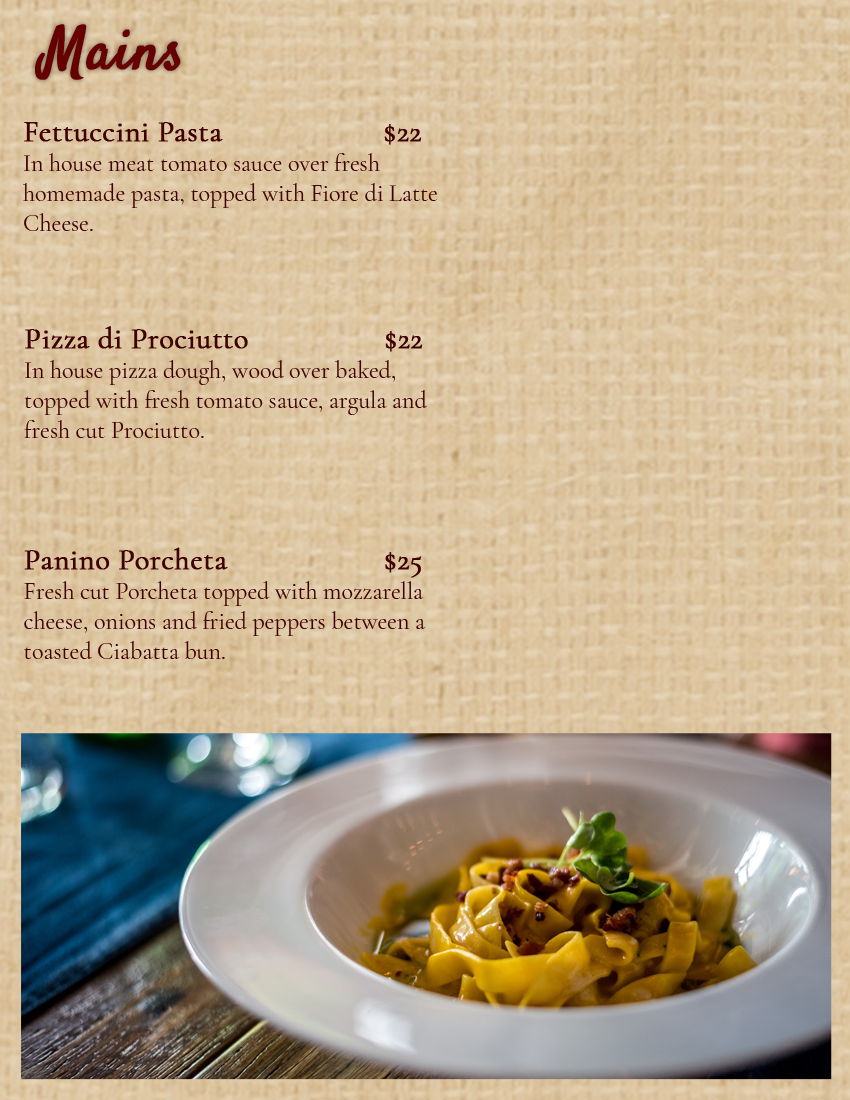 Mains
Fettuccini Pasta $22
In house meat tomato sauce over fresh
homemade pasta, topped with Fiore di Latte
Cheese.
Pizza di Prociutto $22
In house pizza dough, wood over baked,
topped with fresh tomato sauce, argula and
fresh cut Prociutto.
Panino Porcheta $25
Fresh cut Porcheta topped with mozzarella
cheese, onions and fried peppers between a
toasted Ciabatta bun.